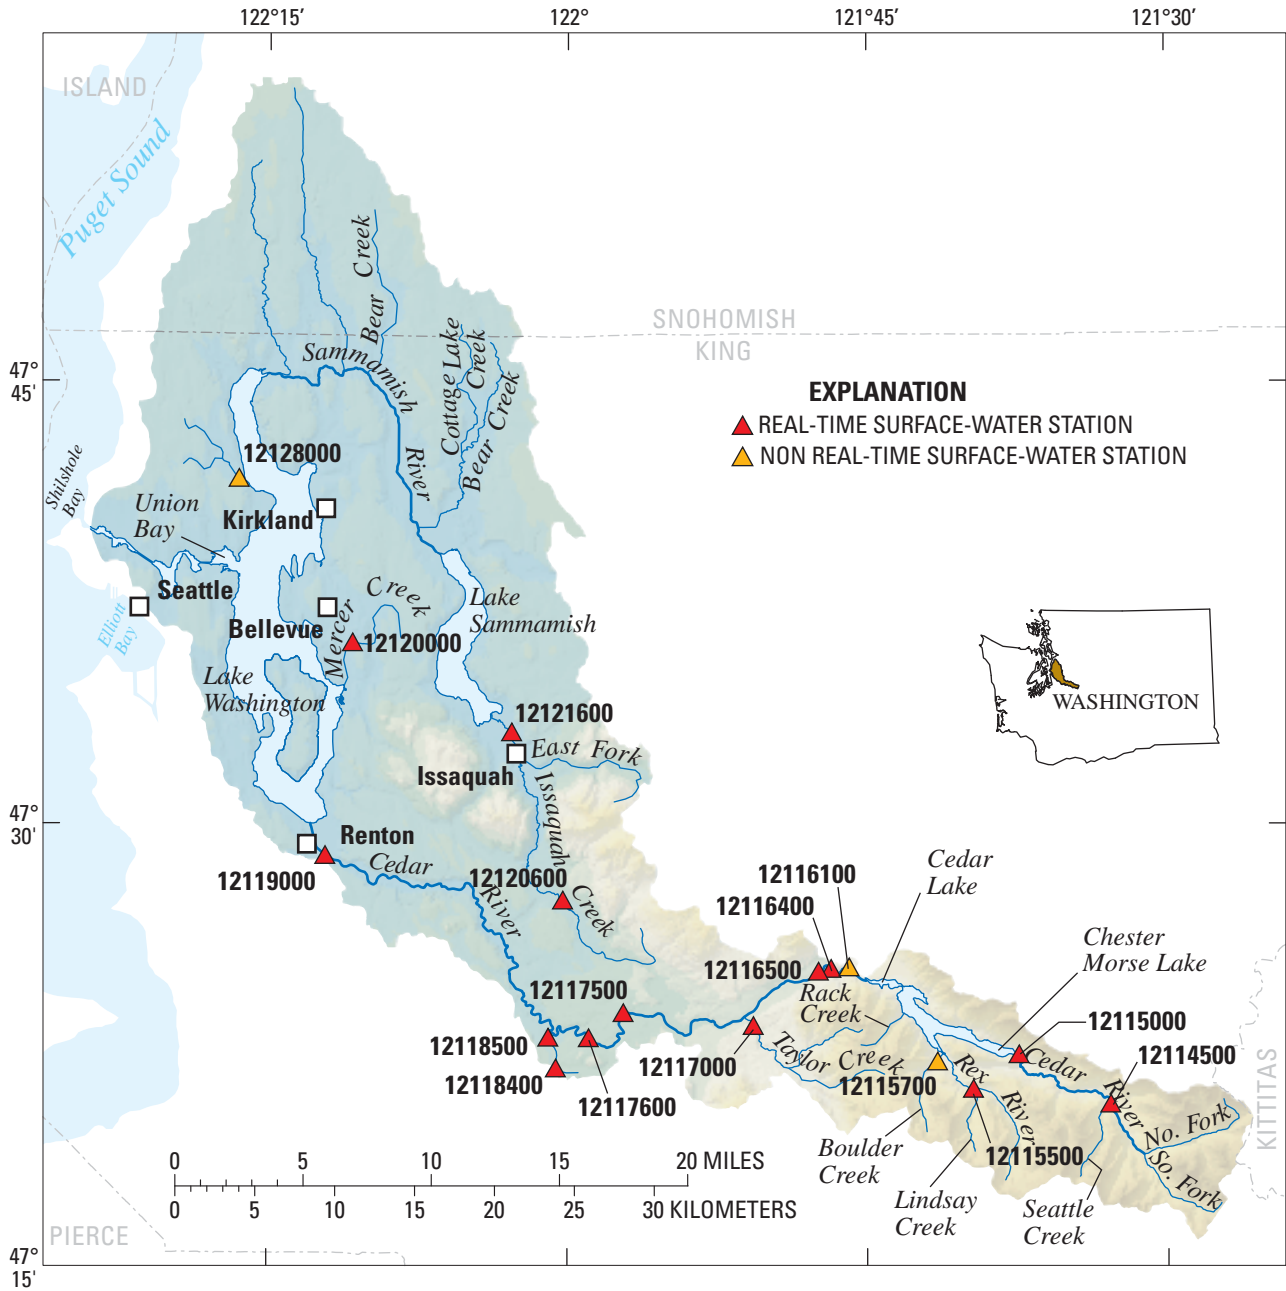 122°15'
122°
121°45'
121°30'
ISLAND
Puget Sound
Bear Creek
SNOHOMISH
KING
Sammamish
River
Cottage Lake
Creek
Bear Creek
47°
45'
EXPLANATION
REAL-TIME SURFACE-WATER STATION
NON REAL-TIME SURFACE-WATER STATION
12128000
Shilshole
Bay
Union
Bay
Kirkland
Seattle
Elliott
Bay
Bellevue
Mercer Creek
12120000
Lake
Sammamish
Lake
Washington
WASHINGTON
12121600
East Fork
Issaquah
Issaquah Creek
47°
30'
Renton
Cedar
River
12119000
12120600
12116100
12116400
Cedar
Lake
12116500
Rack
Creek
Chester
Morse Lake
12117500
12118500
12118400
12117600
12117000
Taylor Creek
12115700
12115000
12114500
Cedar
River
Rex
River
12115500
No. Fork
So. Fork
KITTITAS
Boulder
Creek
Lindsay
Creek
Seattle
Creek
0 5 10 15 20 MILES
0 5 10 15 20 25 30 KILOMETERS
PIERCE
47°
15'